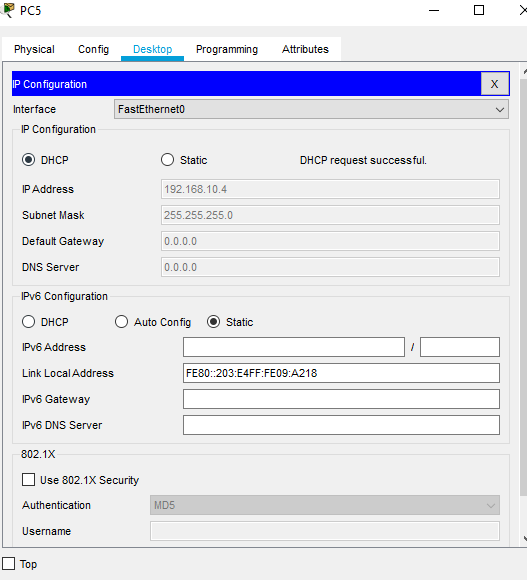 PC5
Physical Config Desktop Programming Attributes
IP Configuration X
Interface FastEthernet0
IP Configuration
DHCP Static DHCP request successful.
IP Address 192.168.10.4
Subnet Mask 255.255.255.0
Default Gateway 0.0.0.0
DNS Server 0.0.0.0
IPv6 Configuration
DHCP Auto Config Static
IPv6 Address /
Link Local Address FE80::203:E4FF:FE09:A218
IPv6 Gateway
IPv6 DNS Server
802.1X
Use 802.1X Security
Authentication MD5
Username
Top